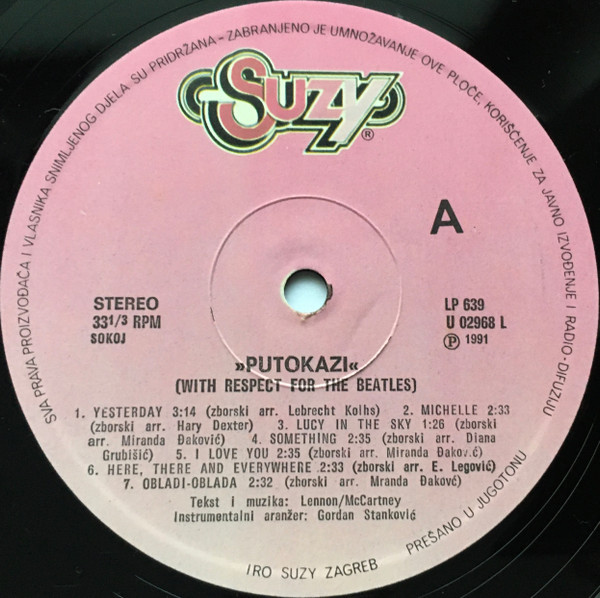 SVA PRAVA PROIZVOĐAČA I VLASNIKA SNIMLJENOG DJELA SU PRIDRŽANA - ZABRANJENO JE UMNOŽAVANJE OVE PLOČE, KORIŠĆENJE ZA JAVNO IZVOĐENJE I RADIO-DIFUZIJU
SUZY®
A
STEREO
33 1/3 RPM
SOKOJ
LP 639
U 02968 L
Ⓟ 1991
»PUTOKAZI«
(WITH RESPECT FOR THE BEATLES)
1. YESTERDAY 3:14 (zborski arr. Lebrecht Kolhs) 2. MICHELLE 2:33
(zborski arr. Hary Dexter) 3. LUCY IN THE SKY 1:26 (zborski
arr. Miranda Đaković) 4. SOMETHING 2:35 (zborski arr. Diana
Grubišić) 5. I LOVE YOU 2:35 (zborski arr. Miranda Đaković)
6. HERE, THERE AND EVERYWHERE 2:33 (zborski arr. E. Legović)
7. OBLADI-OBLADA 2:32 (zborski arr. Mranda Đaković)
Tekst i muzika: Lennon/McCartney
Instrumentalni aranžer: Gordan Stanković
IRO SUZY ZAGREB
PREŠANO U JUGOTONU